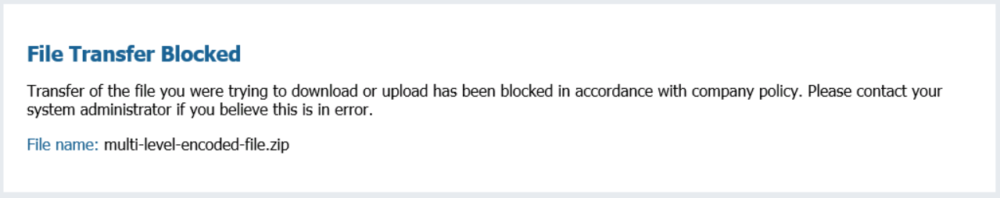 File Transfer Blocked
Transfer of the file you were trying to download or upload has been blocked in accordance with company policy. Please contact your
system administrator if you believe this is in error.
File name: multi-level-encoded-file.zip